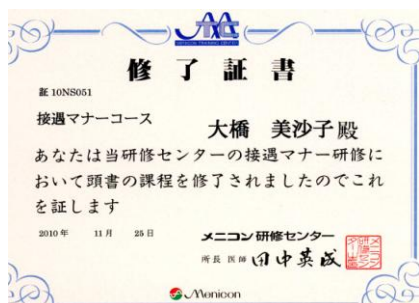 MTC
MENICON TRAINING CENTER
修了証書
証 10NS051
接遇マナーコース
大橋 美沙子 殿
あなたは当研修センターの接遇マナー研修に
おいて頭書の課程を修了されましたのでこれ
を証します
2010年 11月 25日
メニコン研修センター
所長 医師 田中英成
Menicon